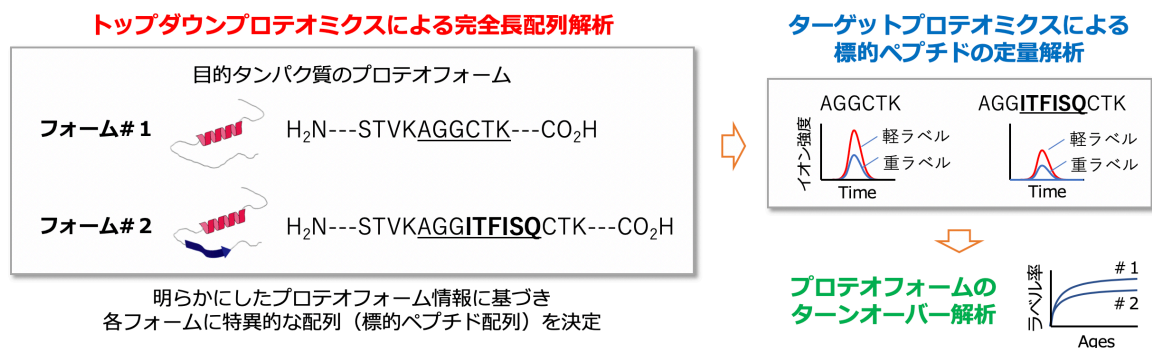 トップダウンプロテオミクスによる完全長配列解析
目的タンパク質のプロテオフォーム
フォーム#1
H₂N---STVKAGGCTK---CO₂H
フォーム#2
H₂N---STVKAGGITFISQCTK---CO₂H
明らかにしたプロテオフォーム情報に基づき
各フォームに特異的な配列（標的ペプチド配列）を決定
ターゲットプロテオミクスによる
標的ペプチドの定量解析
AGGCTK
イオン強度
軽ラベル
重ラベル
Time
AGGITFISQCTK
軽ラベル
重ラベル
Time
プロテオフォームの
ターンオーバー解析
ラベル率
#1
#2
Ages